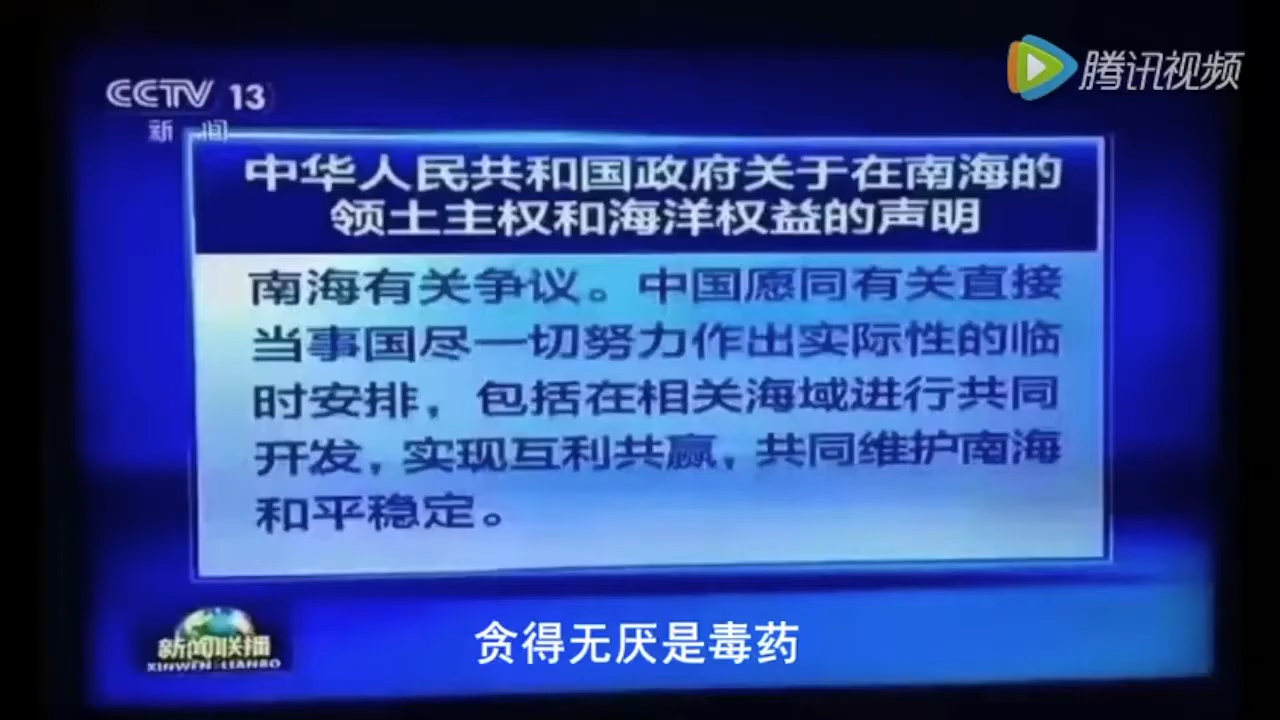 腾讯视频
CCTV 13
新闻
中华人民共和国政府关于在南海的
领土主权和海洋权益的声明
南海有关争议。中国愿同有关直接
当事国尽一切努力作出实际性的临
时安排，包括在相关海域进行共同
开发，实现互利共赢，共同维护南海
和平稳定。
新闻联播
XINWEN LIANBO
贪得无厌是毒药